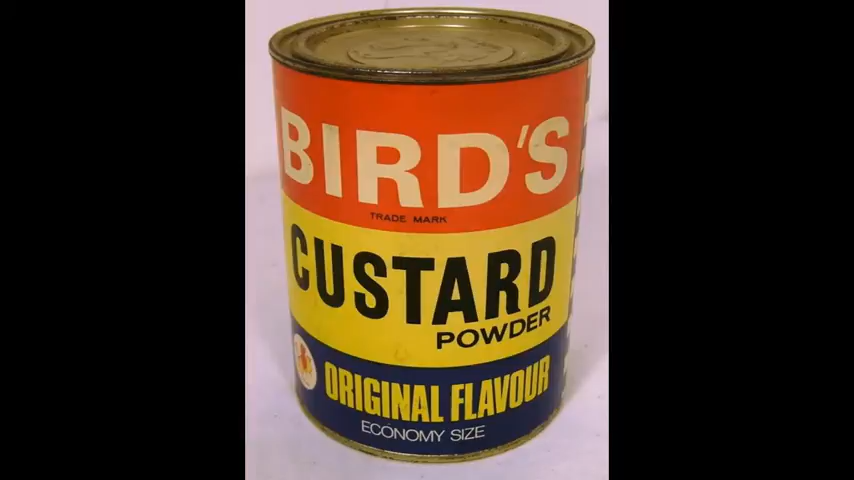 BIRD'S
TRADE MARK
CUSTARD
POWDER
ORIGINAL FLAVOUR
ECONOMY SIZE